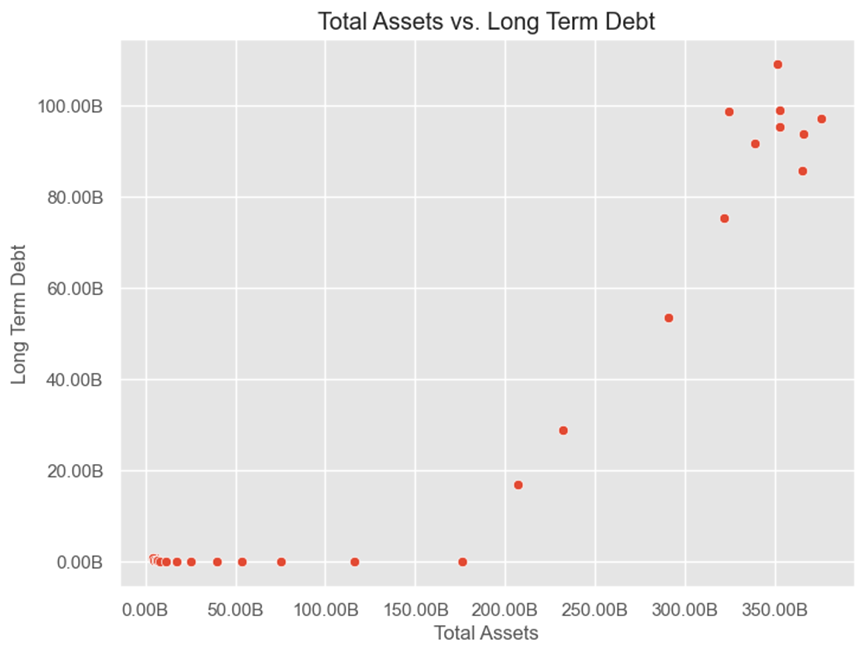 Total Assets vs. Long Term Debt
100.00B
80.00B
60.00B
40.00B
20.00B
0.00B
Long Term Debt
0.00B 50.00B 100.00B 150.00B 200.00B 250.00B 300.00B 350.00B
Total Assets